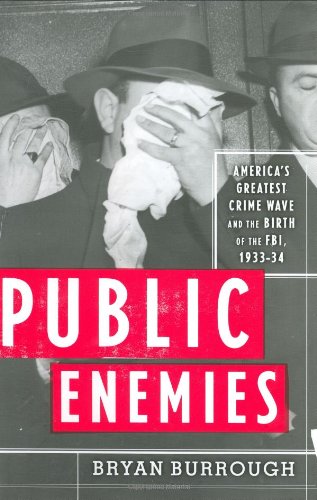 AMERICA'S
GREATEST
CRIME WAVE
AND THE BIRTH
OF THE FBI,
1933-34
PUBLIC
ENEMIES
BRYAN BURROUGH